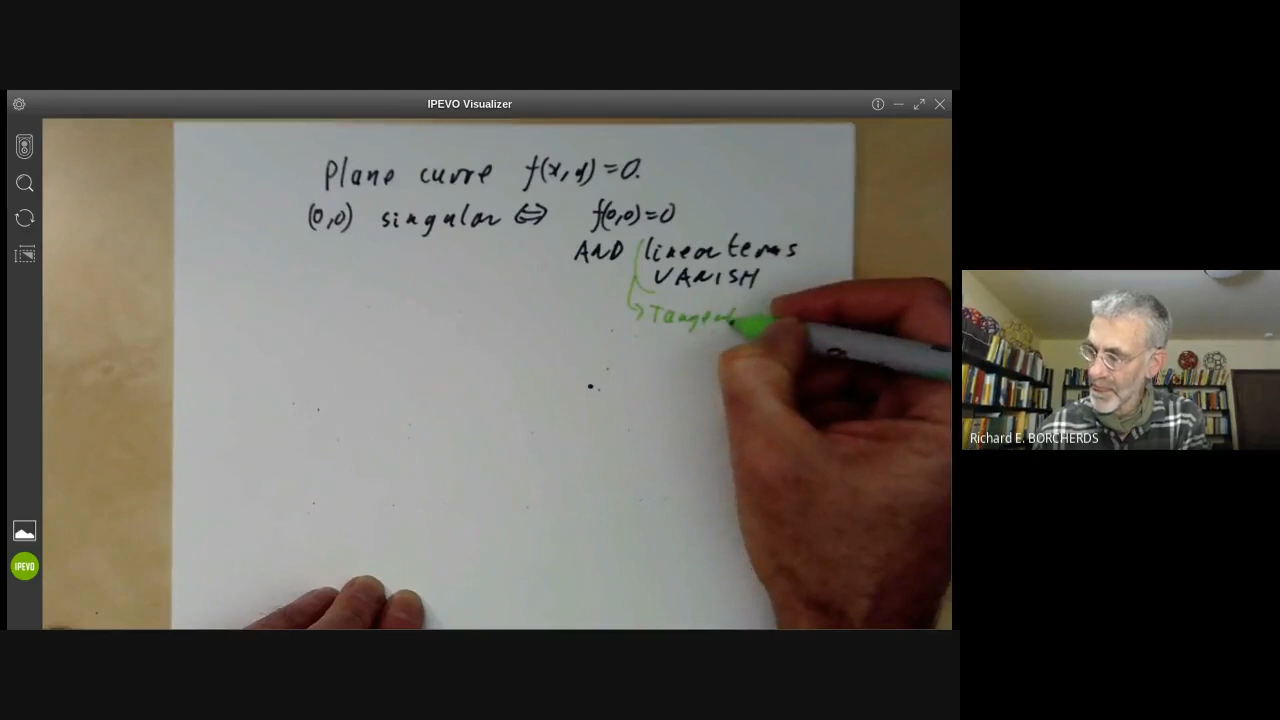 IPEVO Visualizer
Plane curve f(x,y)=0.
(0,0) singular ⇔ f(0,0)=0
AND linear terms
VANISH
→ Tangent
IPEVO
Richard E. BORCHERDS